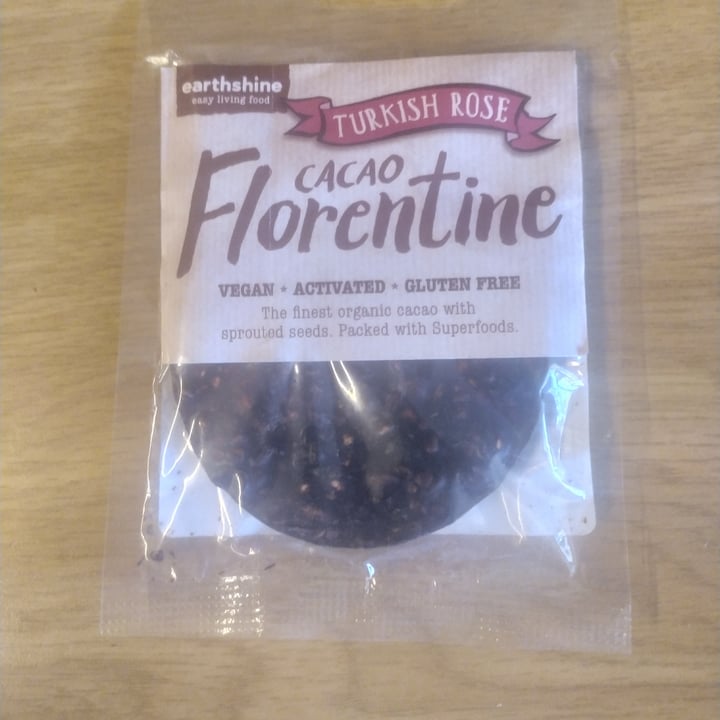 earthshine
easy living food
TURKISH ROSE
CACAO
Florentine
VEGAN * ACTIVATED * GLUTEN FREE
The finest organic cacao with
sprouted seeds. Packed with Superfoods.